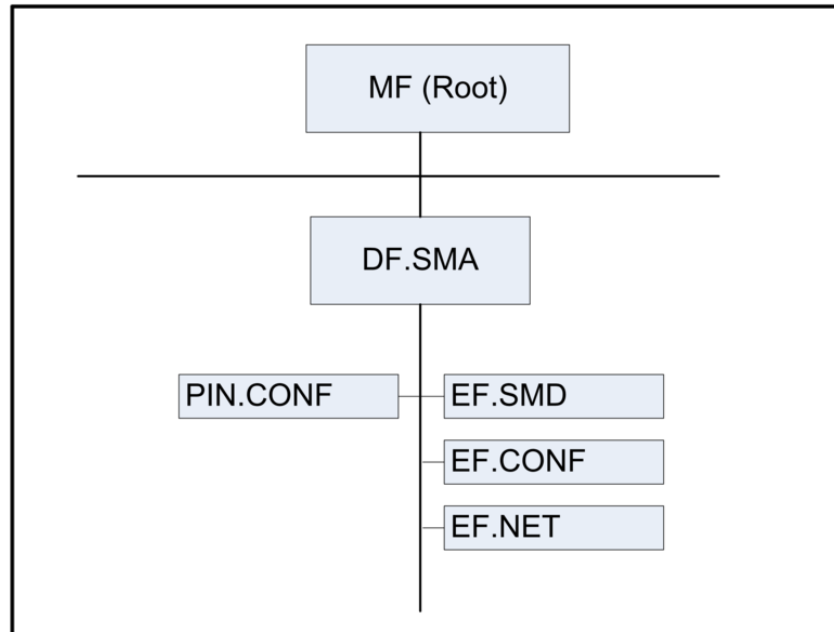 MF (Root)
DF.SMA
PIN.CONF
EF.SMD
EF.CONF
EF.NET